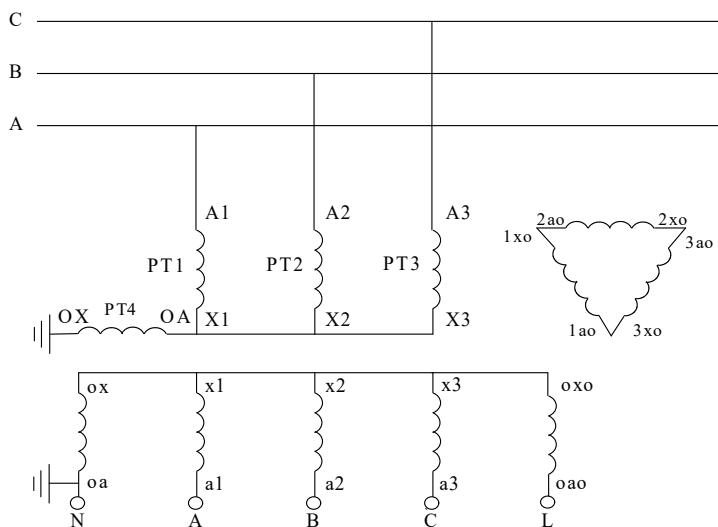 C
B
A
A1 A2 A3
2ao 2xo
1xo 3ao
PT1 PT2 PT3
OX PT4 OA X1 X2 X3
1ao 3xo
ox x1 x2 x3 oxo
oa a1 a2 a3 oao
N A B C L